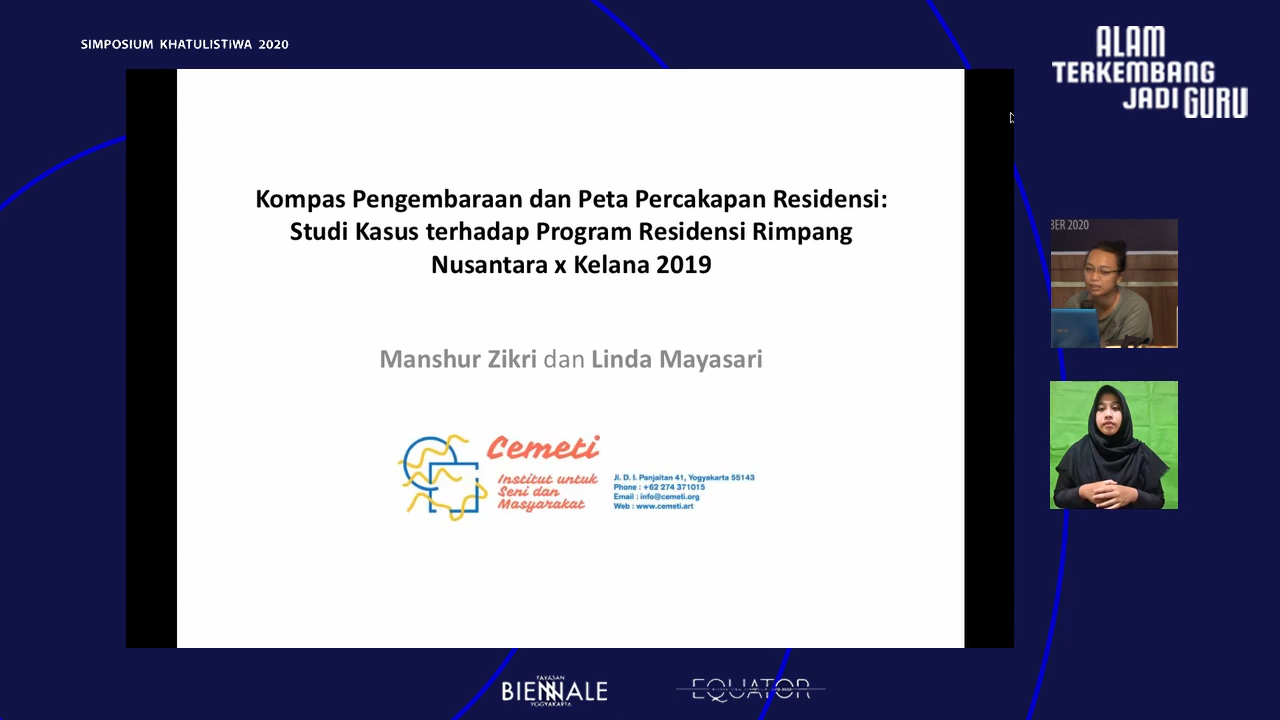 SIMPOSIUM KHATULISTIWA 2020
ALAM
TERKEMBANG
JADI GURU
Kompas Pengembaraan dan Peta Percakapan Residensi:
Studi Kasus terhadap Program Residensi Rimpang
Nusantara x Kelana 2019
Manshur Zikri dan Linda Mayasari
Cemeti
Institut untuk
Seni dan
Masyarakat
Jl. D. I. Panjaitan 41, Yogyakarta 55143
Phone : +62 274 371015
Email : info@cemeti.org
Web : www.cemeti.art
BER 2020
YAYASAN
BIENNALE
YOGYAKARTA
EQUATOR